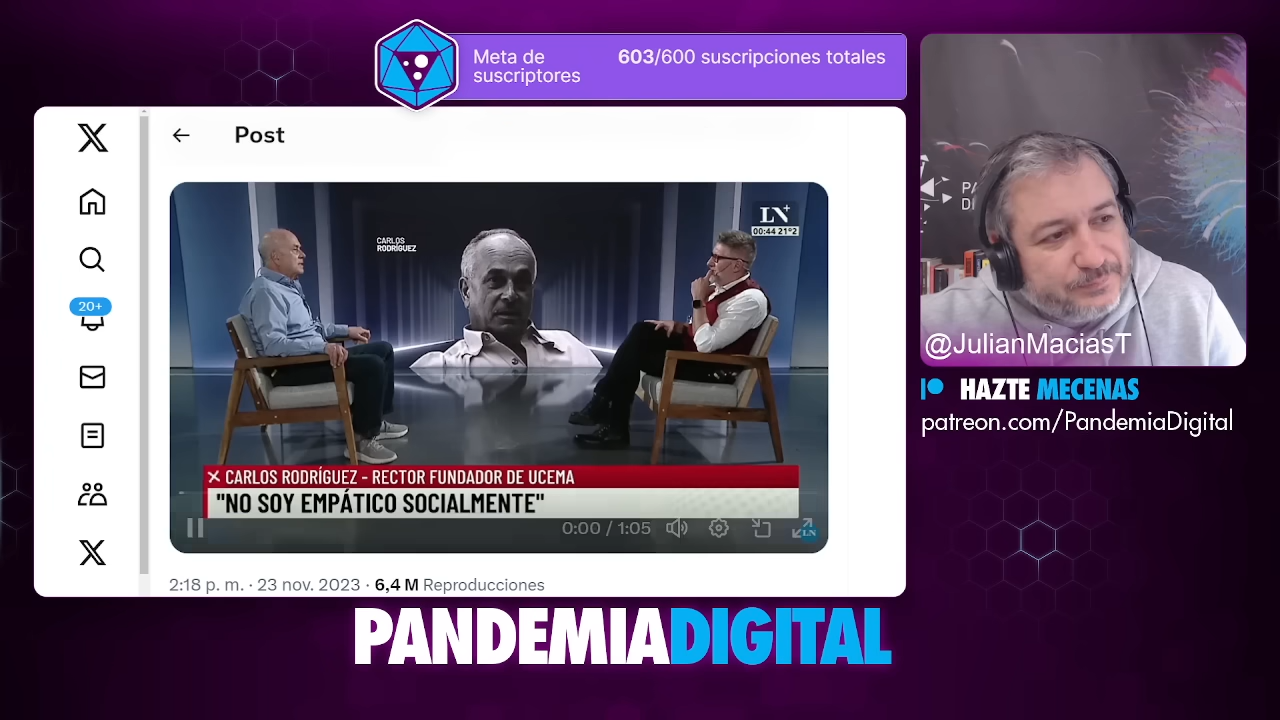 Meta de
suscriptores
603/600 suscripciones totales
Post
20+
CARLOS
RODRÍGUEZ
LN+
00:44 21º2
× CARLOS RODRÍGUEZ - RECTOR FUNDADOR DE UCEMA
"NO SOY EMPÁTICO SOCIALMENTE"
0:00 / 1:05
LN
2:18 p. m. · 23 nov. 2023 · 6,4 M Reproducciones
@JulianMaciasT
HAZTE MECENAS
patreon.com/PandemiaDigital
PANDEMIADIGITAL